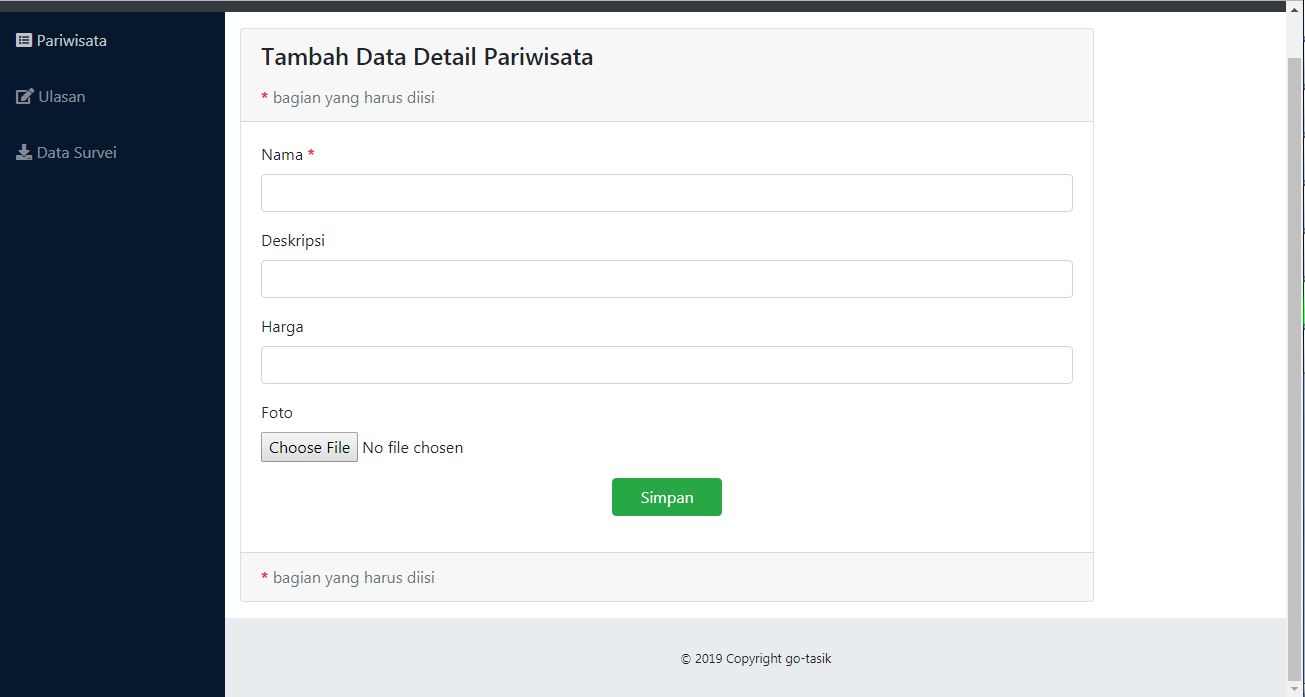 Pariwisata
Ulasan
Data Survei
Tambah Data Detail Pariwisata
* bagian yang harus diisi
Nama *
Deskripsi
Harga
Foto
Choose File No file chosen
Simpan
* bagian yang harus diisi
© 2019 Copyright go-tasik